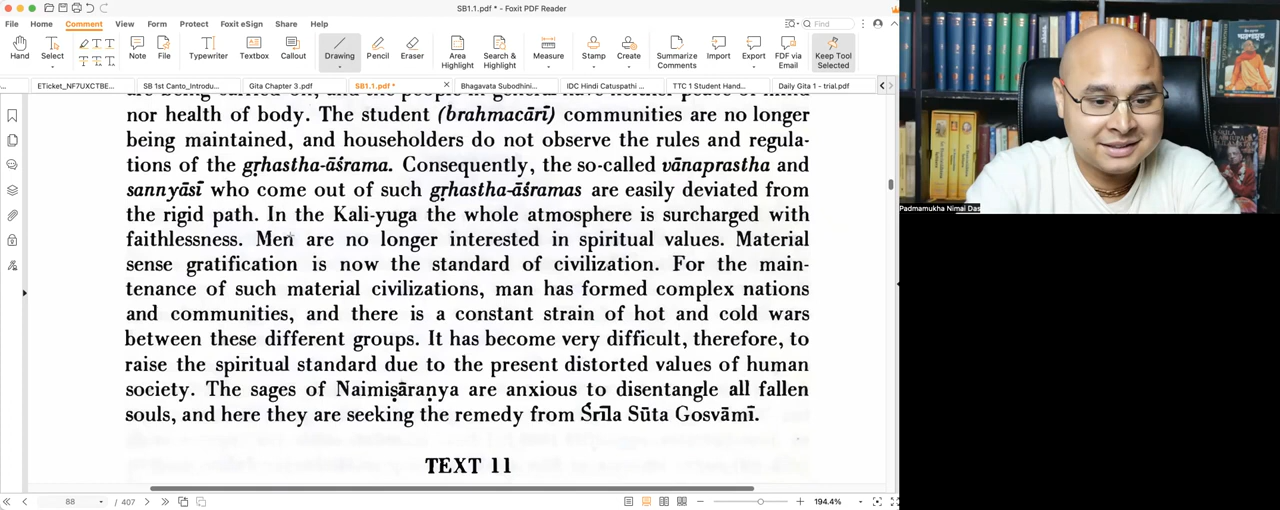 SB1.1.pdf * - Foxit PDF Reader
File Home Comment View Form Protect Foxit eSign Share Help
Find
Hand Select Note File Typewriter Textbox Callout Drawing Pencil Eraser Area Highlight Search & Highlight Measure Stamp Create Summarize Comments Import Export FDF via Email Keep Tool Selected
ETicket_NF7UXCTBE... SB 1st Canto_Introdu... Gita Chapter 3.pdf SB1.1.pdf * Bhagavata Subodhini... IDC Hindi Catuspathi ... TTC 1 Student Hand... Daily Gita 1 - trial.pdf
nor health of body. The student (brahmacārī) communities are no longer
being maintained, and householders do not observe the rules and regula-
tions of the gṛhastha-āśrama. Consequently, the so-called vānaprastha and
sannyāsī who come out of such gṛhastha-āśramas are easily deviated from
the rigid path. In the Kali-yuga the whole atmosphere is surcharged with
faithlessness. Men are no longer interested in spiritual values. Material
sense gratification is now the standard of civilization. For the main-
tenance of such material civilizations, man has formed complex nations
and communities, and there is a constant strain of hot and cold wars
between these different groups. It has become very difficult, therefore, to
raise the spiritual standard due to the present distorted values of human
society. The sages of Naimiṣāraṇya are anxious to disentangle all fallen
souls, and here they are seeking the remedy from Śrīla Sūta Gosvāmī.
TEXT 11
88 / 407 194.4%
Padmamukha Nimai Das